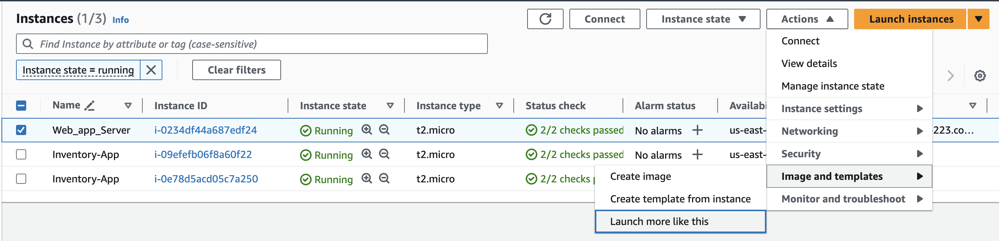 Instances (1/3) Info
Connect
Instance state
Actions
Launch instances
Find Instance by attribute or tag (case-sensitive)
Instance state = running
Clear filters
Connect
View details
Manage instance state
Instance settings
Networking
Security
Image and templates
Monitor and troubleshoot
Create image
Create template from instance
Launch more like this
Name Instance ID Instance state Instance type Status check Alarm status Availabi
Web_app_Server i-0234df44a687edf24 Running t2.micro 2/2 checks passed No alarms us-east- -223.co...
Inventory-App i-09efefb06f8a60f22 Running t2.micro 2/2 checks passed No alarms us-east-
Inventory-App i-0e78d5acd05c7a250 Running t2.micro 2/2 checks